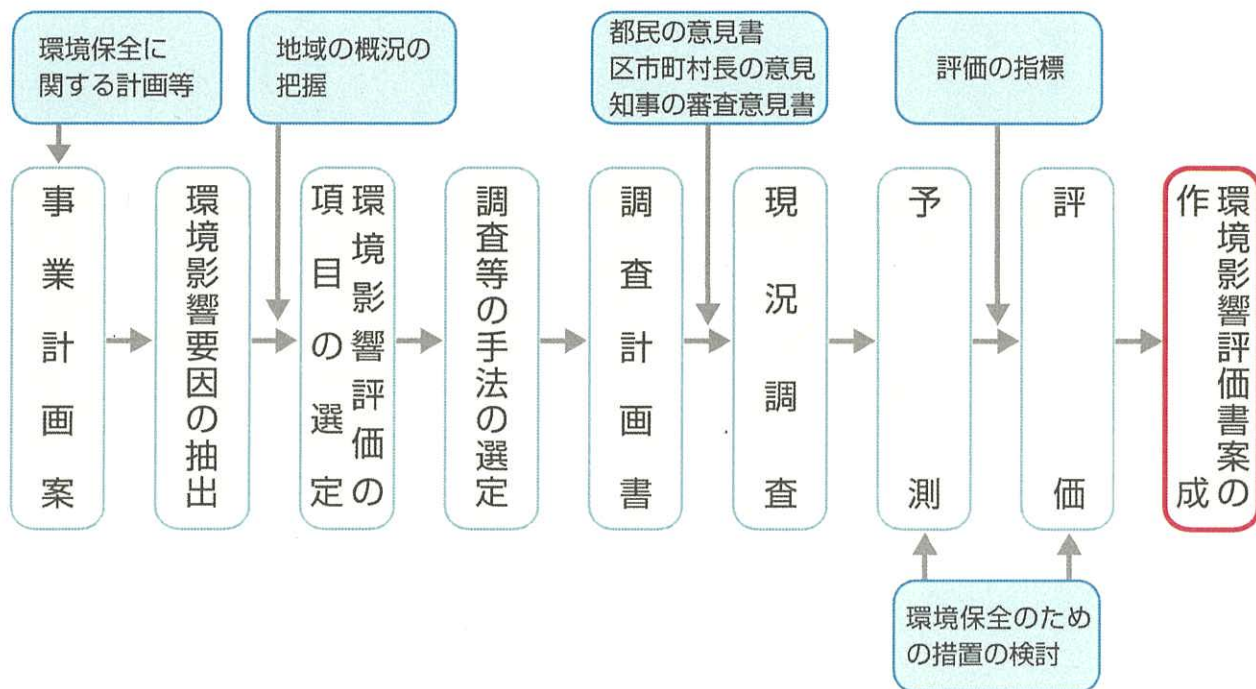 環境保全に
関する計画等
地域の概況の
把握
都民の意見書
区市町村長の意見
知事の審査意見書
評価の指標
事業計画案
環境影響要因の抽出
環境影響評価の
項目の選定
調査等の手法の選定
調査計画書
現況調査
予測
評価
環境影響評価書案の
作成
環境保全のため
の措置の検討